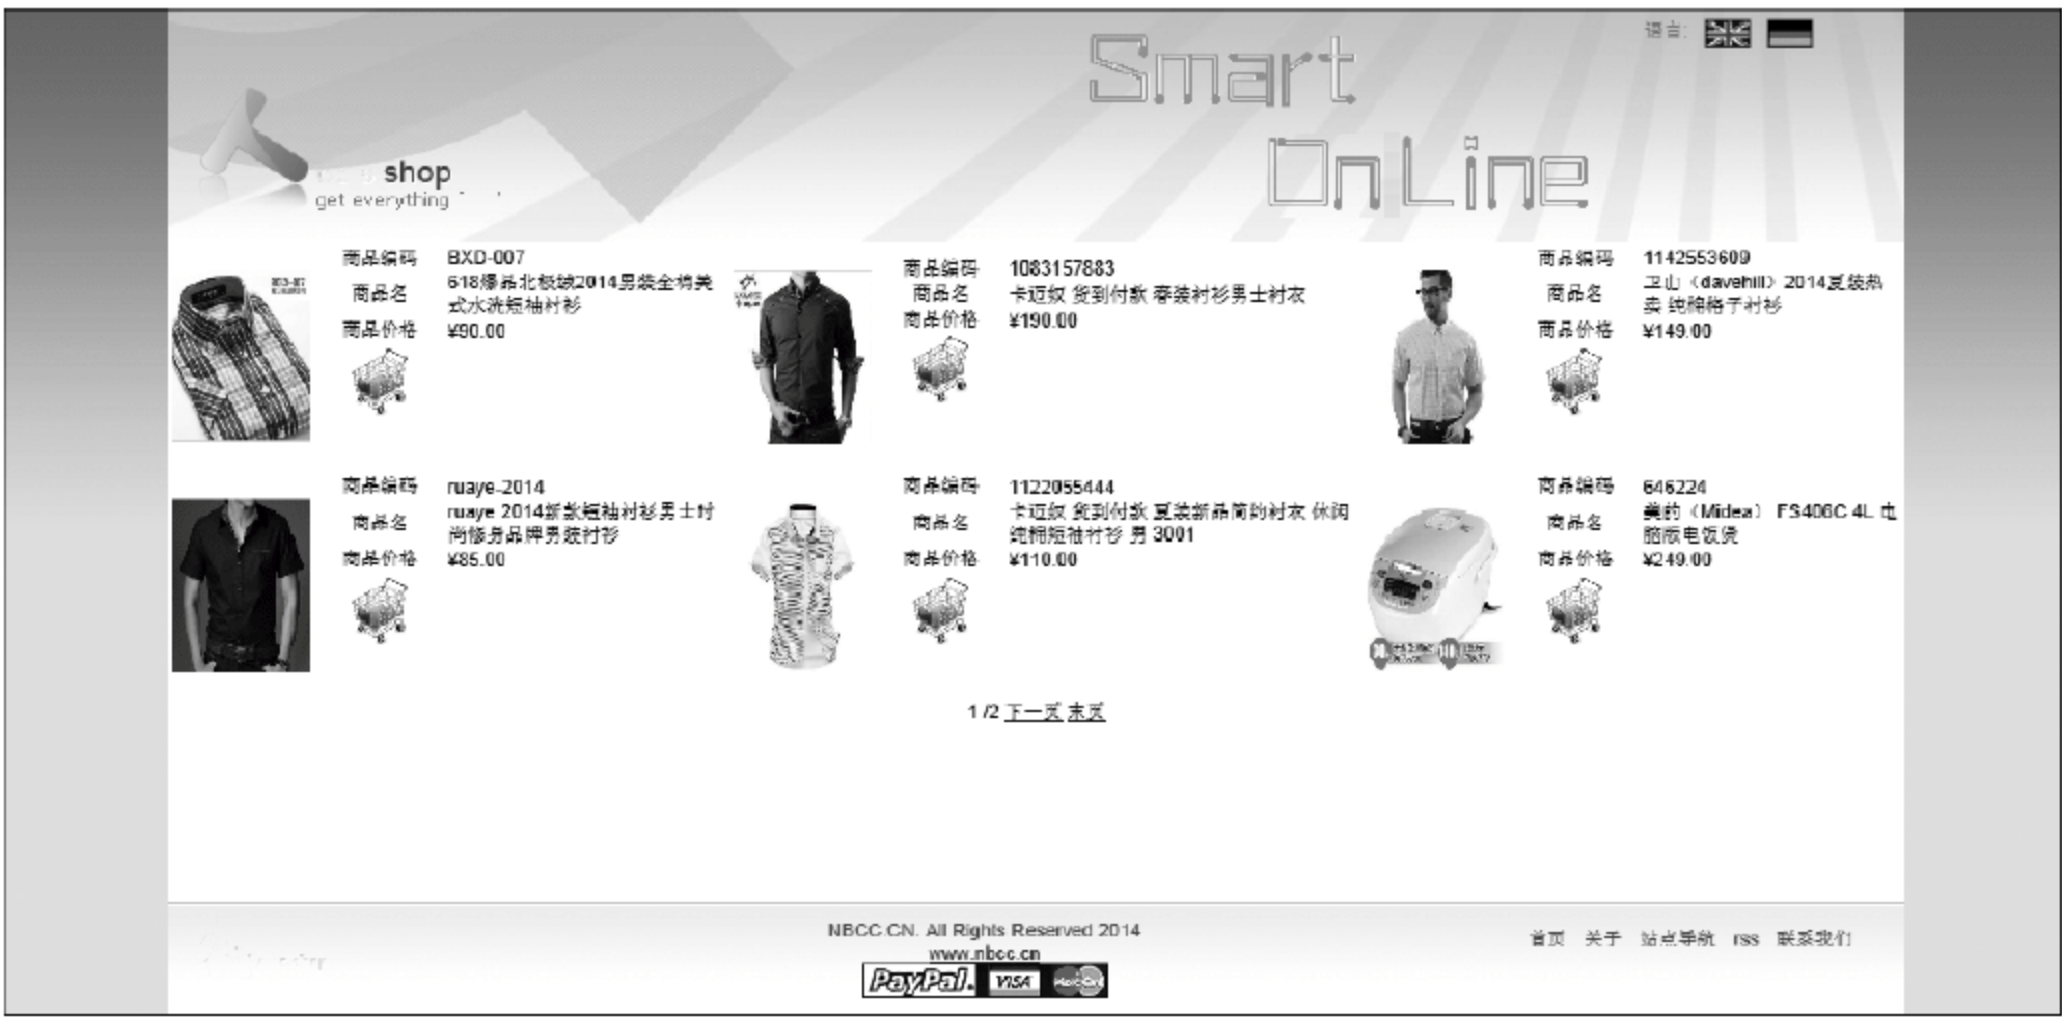 语言:
Smart
OnLine
shop
get everything
商品编码 BXD-007
商品名 618爆品北极绒2014男装全棉美
式水洗短袖衬衫
商品价格 ¥90.00
商品编码 1083157883
商品名 卡迈奴 货到付款 春装衬衫男士衬衣
商品价格 ¥190.00
商品编码 1142553609
商品名 卫山（davehill）2014夏装热
卖 纯棉格子衬衫
商品价格 ¥149.00
商品编码 ruaye-2014
商品名 ruaye 2014新款短袖衬衫男士时
尚修身品牌男装衬衫
商品价格 ¥85.00
商品编码 1122055444
商品名 卡迈奴 货到付款 夏装新品简约衬衣 休闲
纯棉短袖衬衫 男 3001
商品价格 ¥110.00
商品编码 646224
商品名 美的（Midea） FS406C 4L 电
脑版电饭煲
商品价格 ¥249.00
1 /2 下一页 末页
NBCC.CN. All Rights Reserved 2014
www.nbcc.cn
PayPal. VISA MasterCard
首页 关于 站点导航 rss 联系我们